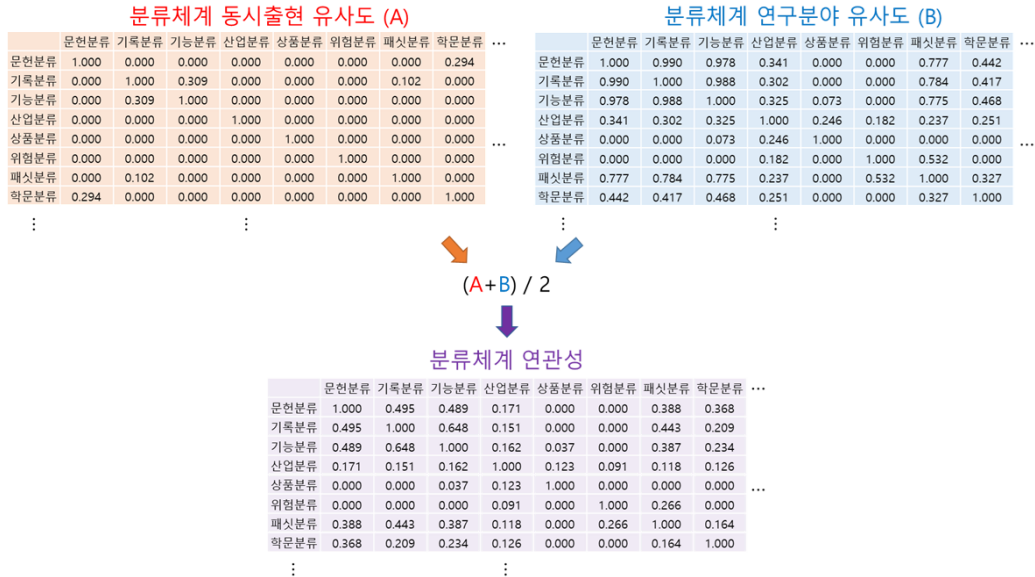 분류체계 동시출현 유사도 (A)
문헌분류 기록분류 기능분류 산업분류 상품분류 위험분류 패싯분류 학문분류 ...
문헌분류 1.000 0.000 0.000 0.000 0.000 0.000 0.000 0.294
기록분류 0.000 1.000 0.309 0.000 0.000 0.000 0.102 0.000
기능분류 0.000 0.309 1.000 0.000 0.000 0.000 0.000 0.000
산업분류 0.000 0.000 0.000 1.000 0.000 0.000 0.000 0.000
상품분류 0.000 0.000 0.000 0.000 1.000 0.000 0.000 0.000 ...
위험분류 0.000 0.000 0.000 0.000 0.000 1.000 0.000 0.000
패싯분류 0.000 0.102 0.000 0.000 0.000 0.000 1.000 0.000
학문분류 0.294 0.000 0.000 0.000 0.000 0.000 0.000 1.000
⋮ ⋮
분류체계 연구분야 유사도 (B)
문헌분류 기록분류 기능분류 산업분류 상품분류 위험분류 패싯분류 학문분류 ...
문헌분류 1.000 0.990 0.978 0.341 0.000 0.000 0.777 0.442
기록분류 0.990 1.000 0.988 0.302 0.000 0.000 0.784 0.417
기능분류 0.978 0.988 1.000 0.325 0.073 0.000 0.775 0.468
산업분류 0.341 0.302 0.325 1.000 0.246 0.182 0.237 0.251
상품분류 0.000 0.000 0.073 0.246 1.000 0.000 0.000 0.000 ...
위험분류 0.000 0.000 0.000 0.182 0.000 1.000 0.532 0.000
패싯분류 0.777 0.784 0.775 0.237 0.000 0.532 1.000 0.327
학문분류 0.442 0.417 0.468 0.251 0.000 0.000 0.327 1.000
⋮ ⋮
(A+B) / 2
분류체계 연관성
문헌분류 기록분류 기능분류 산업분류 상품분류 위험분류 패싯분류 학문분류 ...
문헌분류 1.000 0.495 0.489 0.171 0.000 0.000 0.388 0.368
기록분류 0.495 1.000 0.648 0.151 0.000 0.000 0.443 0.209
기능분류 0.489 0.648 1.000 0.162 0.037 0.000 0.387 0.234
산업분류 0.171 0.151 0.162 1.000 0.123 0.091 0.118 0.126
상품분류 0.000 0.000 0.037 0.123 1.000 0.000 0.000 0.000 ...
위험분류 0.000 0.000 0.000 0.091 0.000 1.000 0.266 0.000
패싯분류 0.388 0.443 0.387 0.118 0.000 0.266 1.000 0.164
학문분류 0.368 0.209 0.234 0.126 0.000 0.000 0.164 1.000
⋮ ⋮